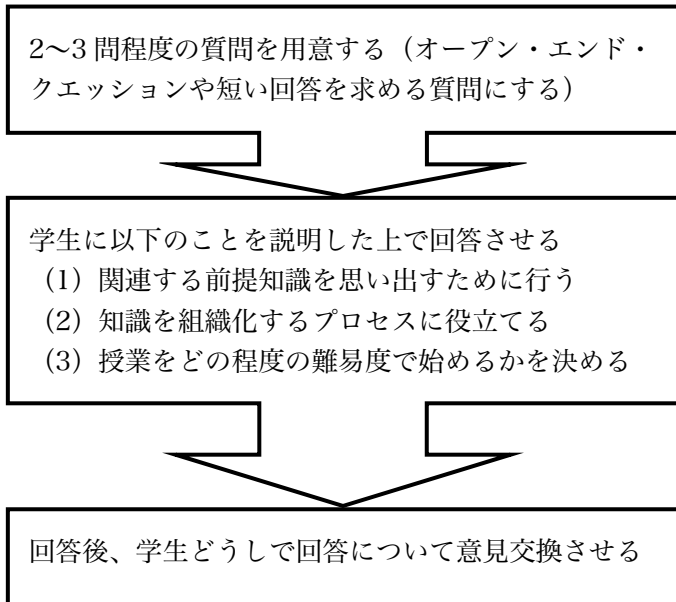 2～3 問程度の質問を用意する（オープン・エンド・
クエッションや短い回答を求める質問にする）
学生に以下のことを説明した上で回答させる
（1）関連する前提知識を思い出すために行う
（2）知識を組織化するプロセスに役立てる
（3）授業をどの程度の難易度で始めるかを決める
回答後、学生どうしで回答について意見交換させる